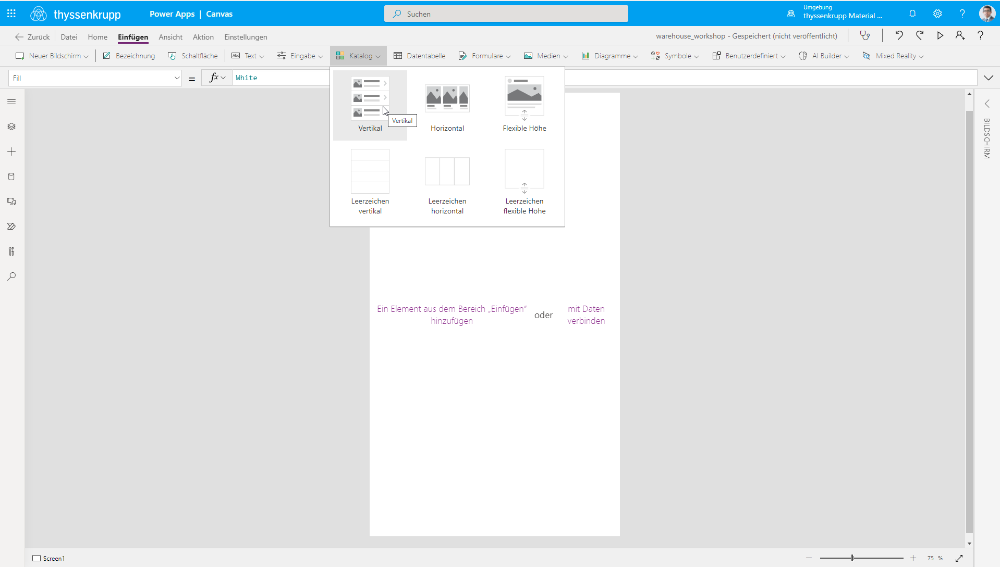 thyssenkrupp
Power Apps | Canvas
Suchen
Umgebung
thyssenkrupp Material ...
Zurück Datei Home Einfügen Ansicht Aktion Einstellungen
warehouse_workshop - Gespeichert (nicht veröffentlicht)
Neuer Bildschirm Bezeichnung Schaltfläche Abc Text Eingabe Katalog Datentabelle Formulare Medien Diagramme Symbole Benutzerdefiniert AI Builder Mixed Reality
Fill = fx White
Vertikal
Vertikal Horizontal Flexible Höhe
Leerzeichen vertikal
Leerzeichen horizontal
Leerzeichen flexible Höhe
BILDSCHIRM
Ein Element aus dem Bereich „Einfügen“
hinzufügen
oder
mit Daten
verbinden
Screen1
75 %